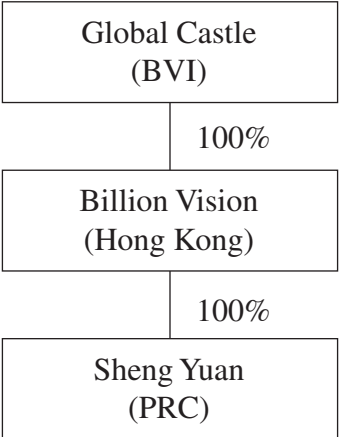 Global Castle
(BVI)
100%
Billion Vision
(Hong Kong)
100%
Sheng Yuan
(PRC)